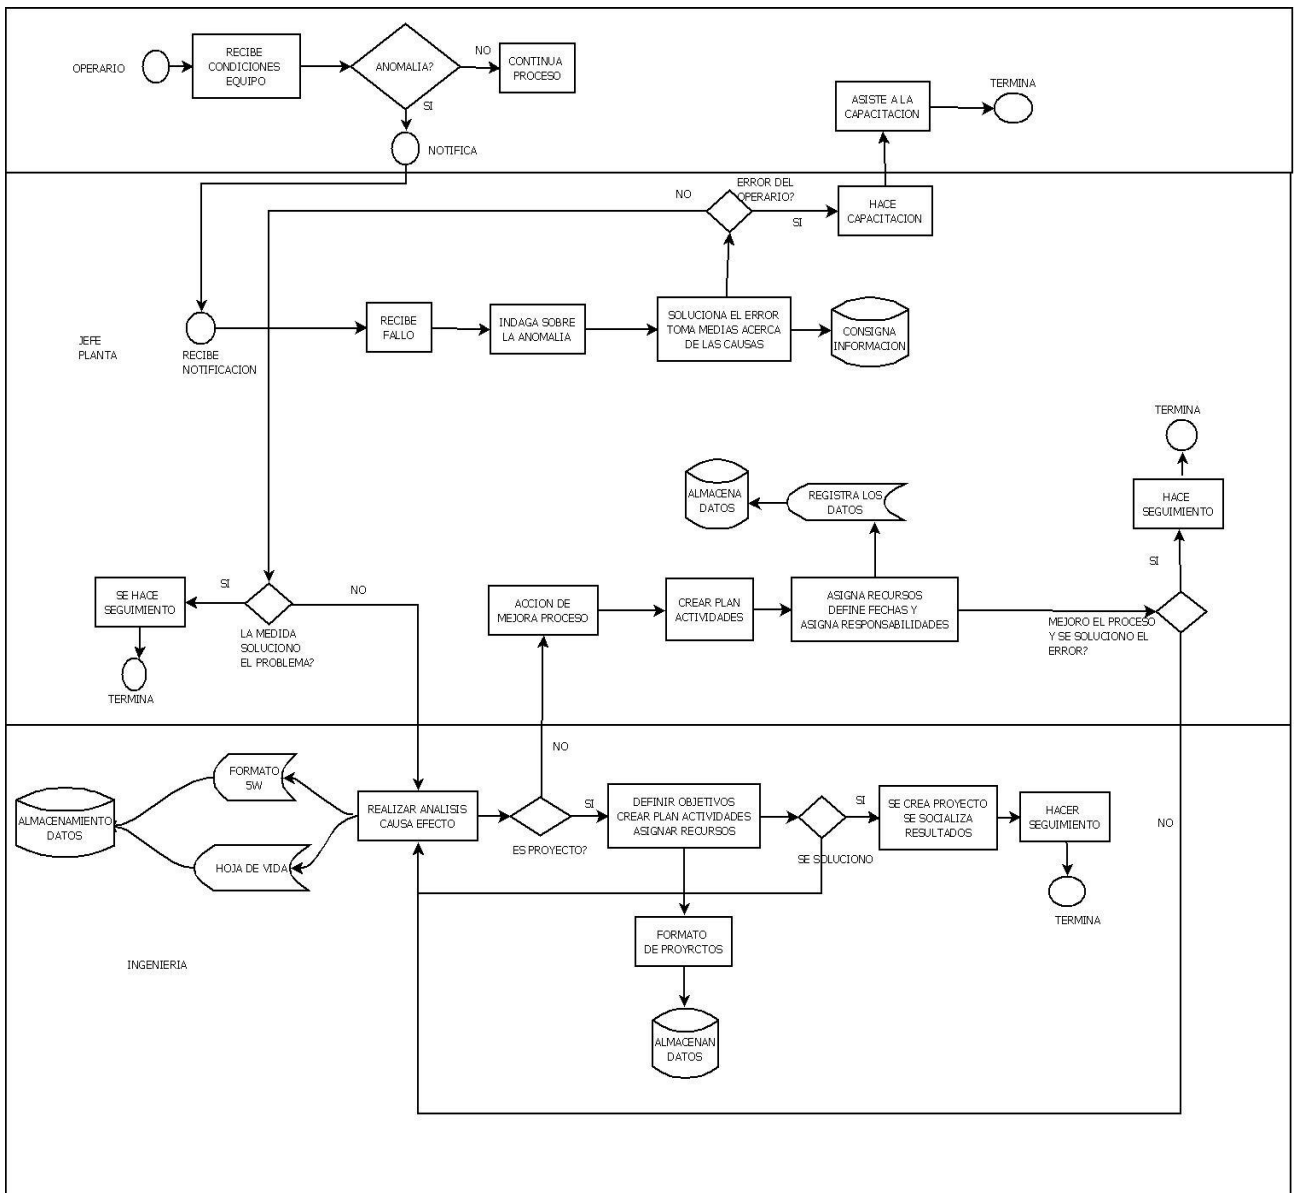 OPERARIO
RECIBE
CONDICIONES
EQUIPO
ANOMALIA?
NO
CONTINUA
PROCESO
SI
NOTIFICA
ASISTE A LA
CAPACITACION
TERMINA
ERROR DEL
OPERARIO?
NO
SI
HACE
CAPACITACION
JEFE
PLANTA
RECIBE
NOTIFICACION
RECIBE
FALLO
INDAGA SOBRE
LA ANOMALIA
SOLUCIONA EL ERROR
TOMA MEDIAS ACERCA
DE LAS CAUSAS
CONSIGNA
INFORMACION
TERMINA
HACE
SEGUIMIENTO
SI
ALMACENA
DATOS
REGISTRA LOS
DATOS
SE HACE
SEGUIMIENTO
SI
NO
LA MEDIDA
SOLUCIONO
EL PROBLEMA?
TERMINA
ACCION DE
MEJORA PROCESO
CREAR PLAN
ACTIVIDADES
ASIGNA RECURSOS
DEFINE FECHAS Y
ASIGNA RESPONSABILIDADES
MEJORO EL PROCESO
Y SE SOLUCIONO EL
ERROR?
NO
ALMACENAMIENTO
DATOS
FORMATO
5W
HOJA DE VIDA
REALIZAR ANALISIS
CAUSA EFECTO
NO
SI
ES PROYECTO?
DEFINIR OBJETIVOS
CREAR PLAN ACTIVIDADES
ASIGNAR RECURSOS
SI
SE SOLUCIONO
SE CREA PROYECTO
SE SOCIALIZA
RESULTADOS
HACER
SEGUIMIENTO
TERMINA
FORMATO
DE PROYRCTOS
ALMACENAN
DATOS
INGENIERIA